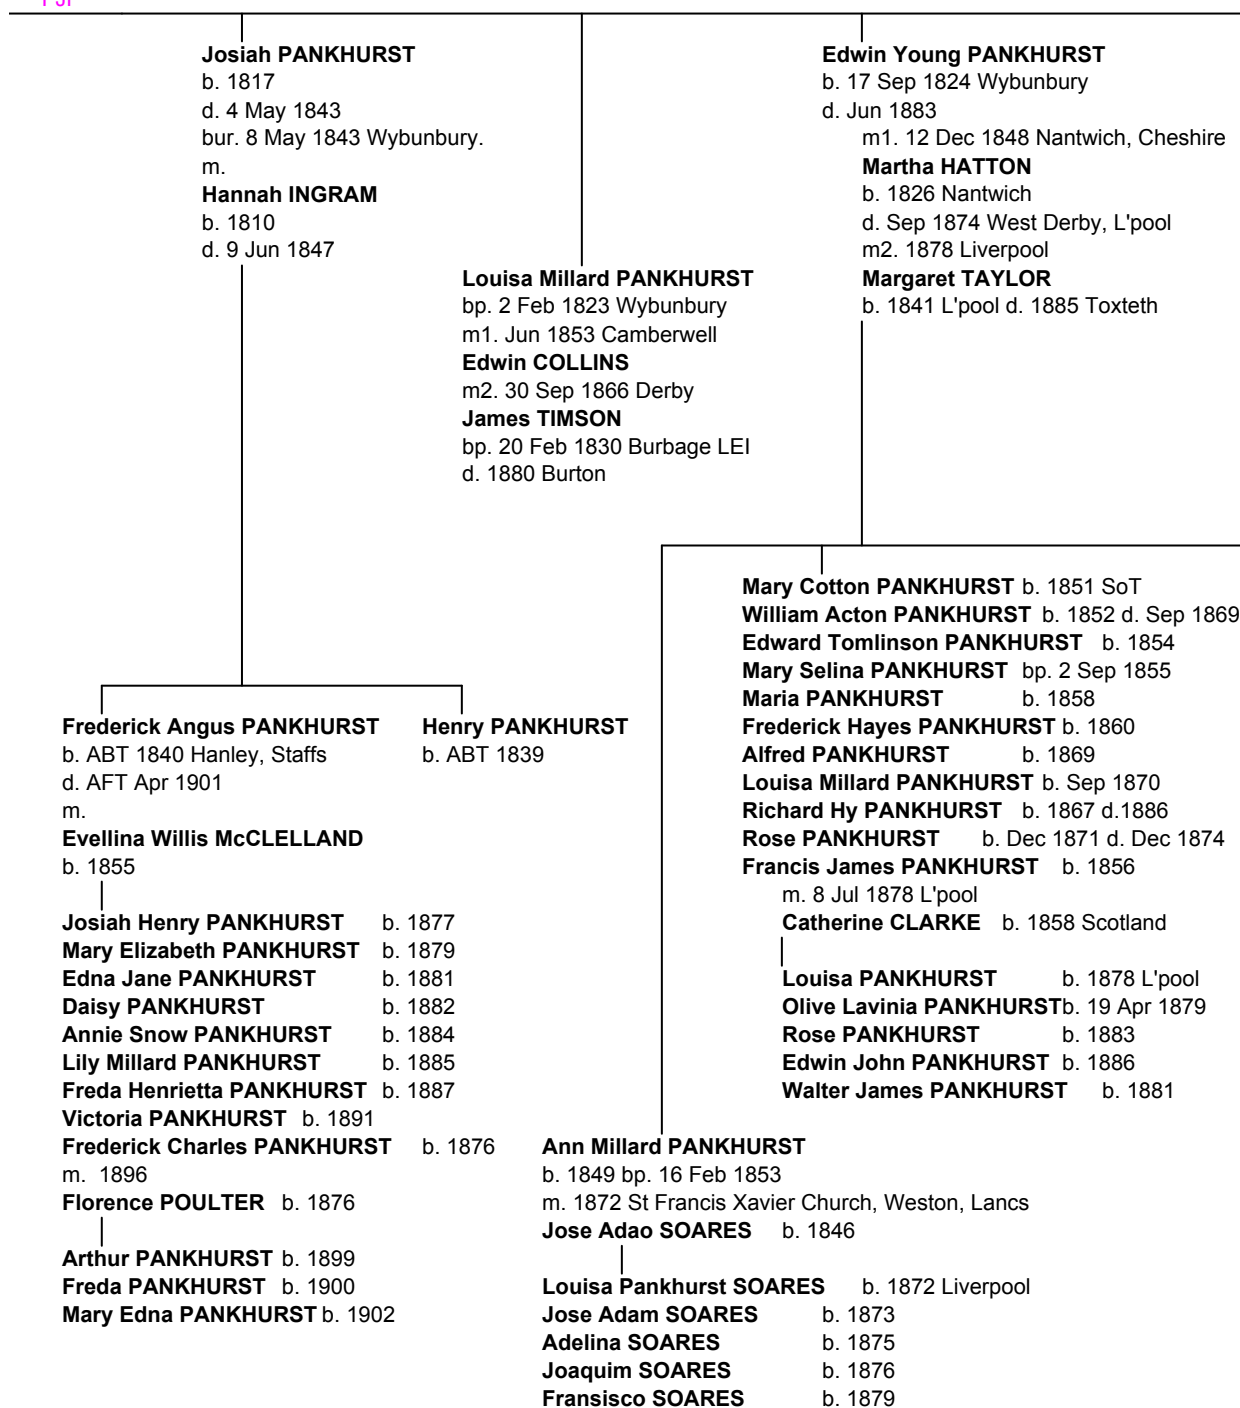 Josiah PANKHURST
b. 1817
d. 4 May 1843
bur. 8 May 1843 Wybunbury.
m.
Hannah INGRAM
b. 1810
d. 9 Jun 1847
Louisa Millard PANKHURST
bp. 2 Feb 1823 Wybunbury
m1. Jun 1853 Camberwell
Edwin COLLINS
m2. 30 Sep 1866 Derby
James TIMSON
bp. 20 Feb 1830 Burbage LEI
d. 1880 Burton
Edwin Young PANKHURST
b. 17 Sep 1824 Wybunbury
d. Jun 1883
m1. 12 Dec 1848 Nantwich, Cheshire
Martha HATTON
b. 1826 Nantwich
d. Sep 1874 West Derby, L'pool
m2. 1878 Liverpool
Margaret TAYLOR
b. 1841 L'pool d. 1885 Toxteth
Frederick Angus PANKHURST
b. ABT 1840 Hanley, Staffs
d. AFT Apr 1901
m.
Evellina Willis McCLELLAND
b. 1855
Josiah Henry PANKHURST b. 1877
Mary Elizabeth PANKHURST b. 1879
Edna Jane PANKHURST b. 1881
Daisy PANKHURST b. 1882
Annie Snow PANKHURST b. 1884
Lily Millard PANKHURST b. 1885
Freda Henrietta PANKHURST b. 1887
Victoria PANKHURST b. 1891
Frederick Charles PANKHURST b. 1876
m. 1896
Florence POULTER b. 1876
Arthur PANKHURST b. 1899
Freda PANKHURST b. 1900
Mary Edna PANKHURST b. 1902
Henry PANKHURST
b. ABT 1839
Mary Cotton PANKHURST b. 1851 SoT
William Acton PANKHURST b. 1852 d. Sep 1869
Edward Tomlinson PANKHURST b. 1854
Mary Selina PANKHURST bp. 2 Sep 1855
Maria PANKHURST b. 1858
Frederick Hayes PANKHURST b. 1860
Alfred PANKHURST b. 1869
Louisa Millard PANKHURST b. Sep 1870
Richard Hy PANKHURST b. 1867 d.1886
Rose PANKHURST b. Dec 1871 d. Dec 1874
Francis James PANKHURST b. 1856
m. 8 Jul 1878 L'pool
Catherine CLARKE b. 1858 Scotland
Louisa PANKHURST b. 1878 L'pool
Olive Lavinia PANKHURST b. 19 Apr 1879
Rose PANKHURST b. 1883
Edwin John PANKHURST b. 1886
Walter James PANKHURST b. 1881
Ann Millard PANKHURST
b. 1849 bp. 16 Feb 1853
m. 1872 St Francis Xavier Church, Weston, Lancs
Jose Adao SOARES b. 1846
Louisa Pankhurst SOARES b. 1872 Liverpool
Jose Adam SOARES b. 1873
Adelina SOARES b. 1875
Joaquim SOARES b. 1876
Fransisco SOARES b. 1879